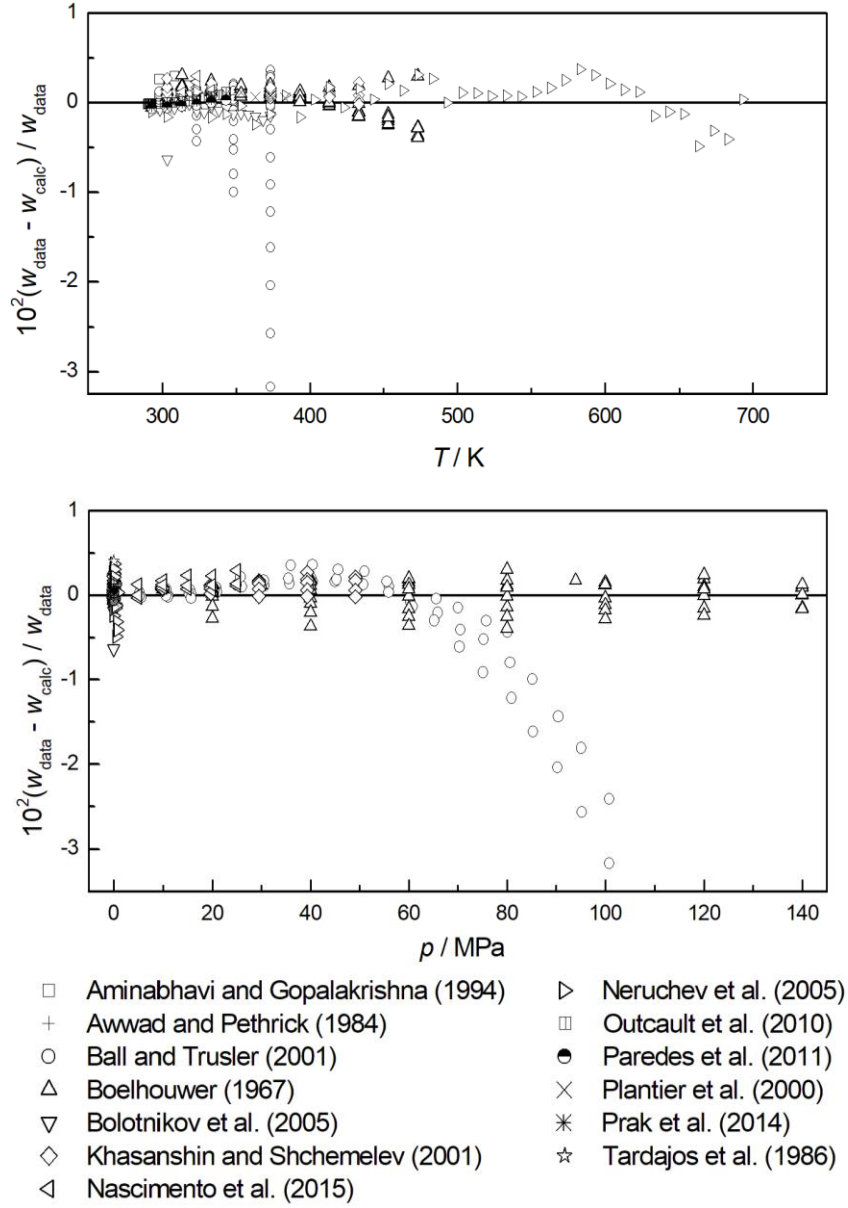 1
0
-1
-2
-3
10²(w_data - w_calc) / w_data
300 400 500 600 700
T / K
1
0
-1
-2
-3
10²(w_data - w_calc) / w_data
0 20 40 60 80 100 120 140
p / MPa
Aminabhavi and Gopalakrishna (1994)
Awwad and Pethrick (1984)
Ball and Trusler (2001)
Boelhouwer (1967)
Bolotnikov et al. (2005)
Khasanshin and Shchemelev (2001)
Nascimento et al. (2015)
Neruchev et al. (2005)
Outcault et al. (2010)
Paredes et al. (2011)
Plantier et al. (2000)
Prak et al. (2014)
Tardajos et al. (1986)